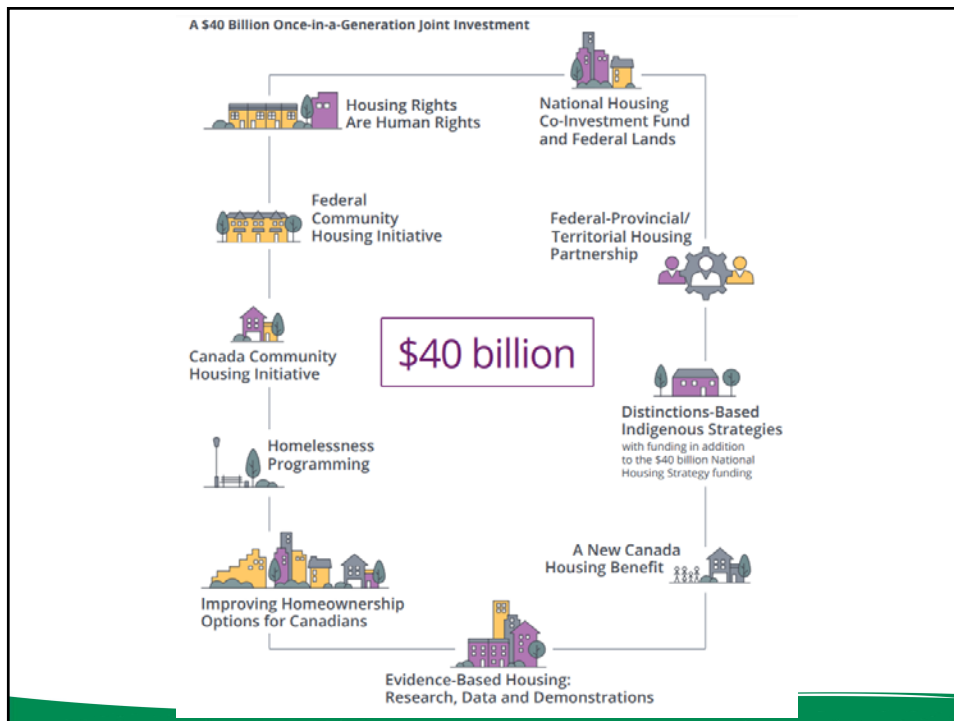 A $40 Billion Once-in-a-Generation Joint Investment
Housing Rights
Are Human Rights
National Housing
Co-Investment Fund
and Federal Lands
Federal
Community
Housing Initiative
Federal-Provincial/
Territorial Housing
Partnership
$40 billion
Canada Community
Housing Initiative
Distinctions-Based
Indigenous Strategies
with funding in addition
to the $40 billion National
Housing Strategy funding
Homelessness
Programming
A New Canada
Housing Benefit
Improving Homeownership
Options for Canadians
Evidence-Based Housing:
Research, Data and Demonstrations